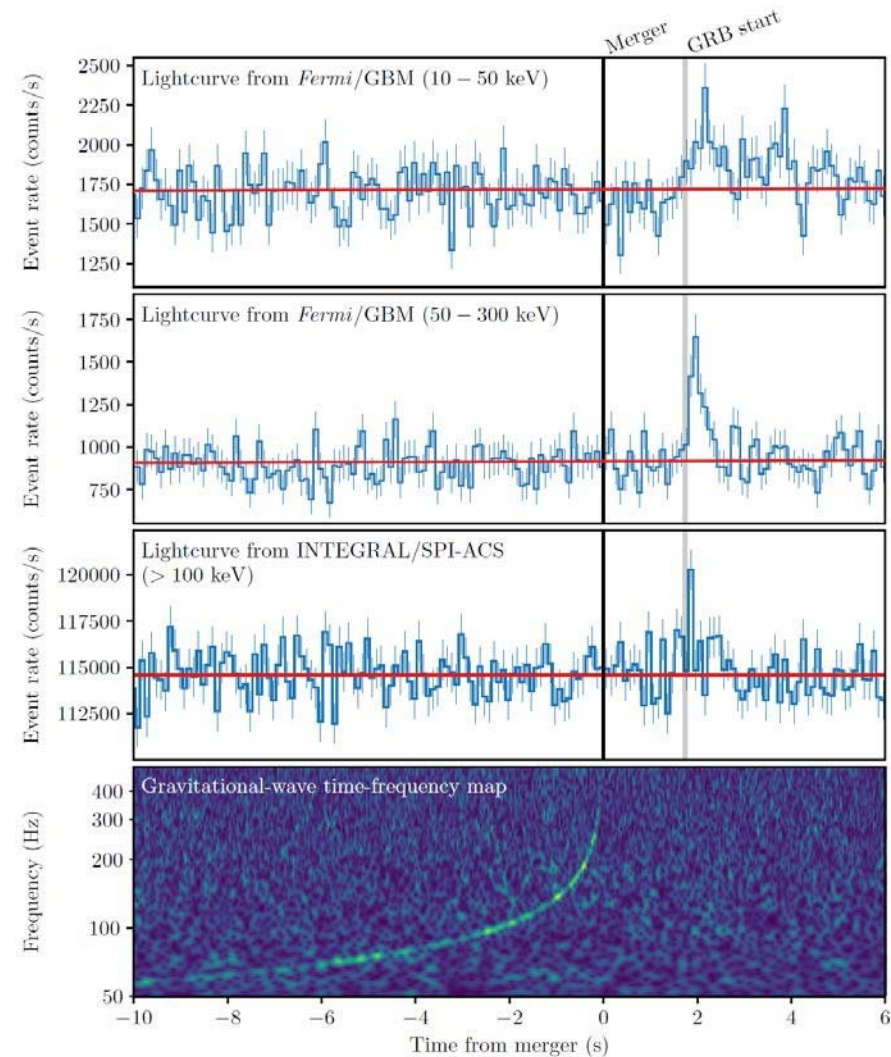 Merger
GRB start
Lightcurve from Fermi/GBM (10 − 50 keV)
Event rate (counts/s)
2500
2250
2000
1750
1500
1250
Lightcurve from Fermi/GBM (50 − 300 keV)
Event rate (counts/s)
1750
1500
1250
1000
750
Lightcurve from INTEGRAL/SPI-ACS
(> 100 keV)
Event rate (counts/s)
120000
117500
115000
112500
Gravitational-wave time-frequency map
Frequency (Hz)
400
300
200
100
50
−10 −8 −6 −4 −2 0 2 4 6
Time from merger (s)